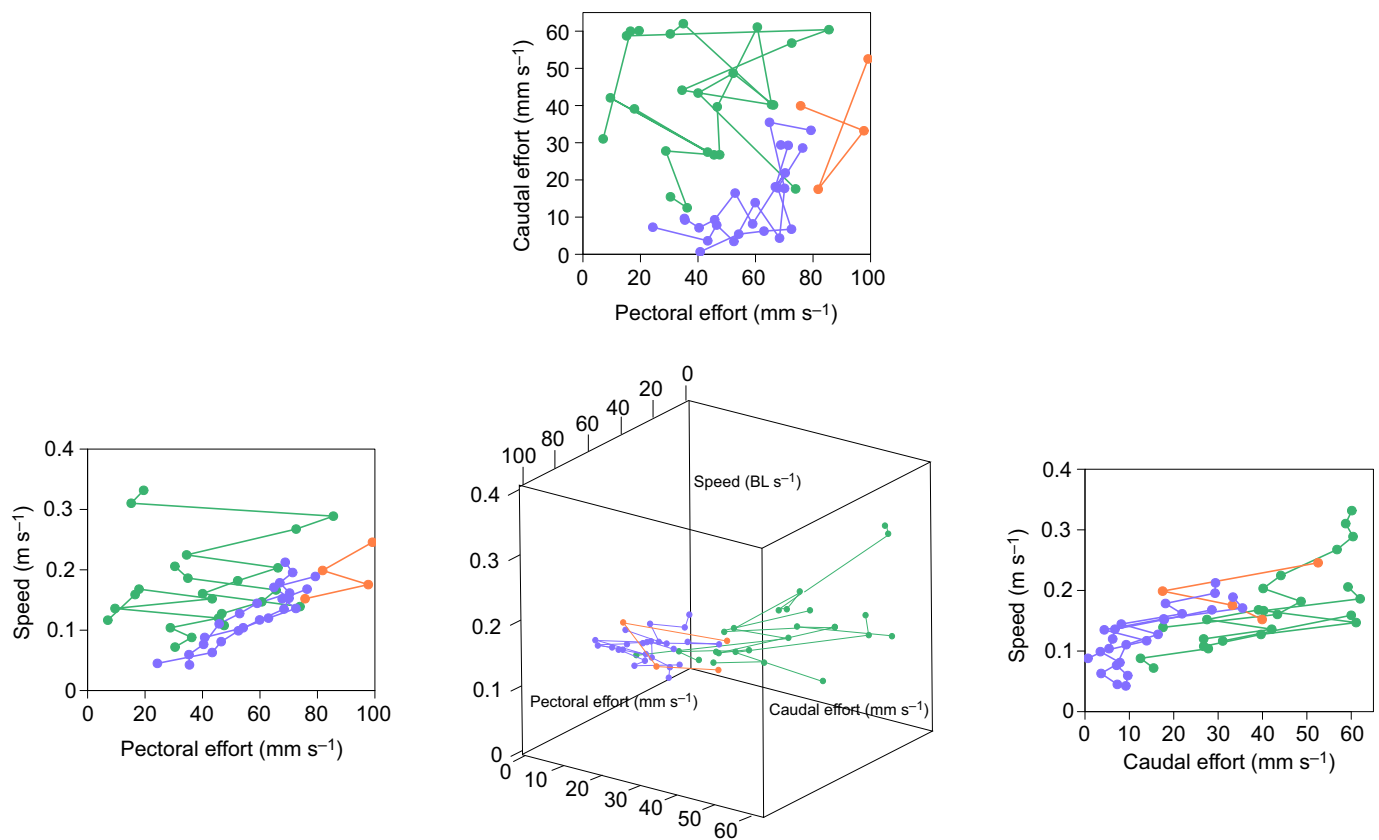 60
50
40
30
20
10
0
Caudal effort (mm s⁻¹)
0 20 40 60 80 100
Pectoral effort (mm s⁻¹)
0.4
0.3
0.2
0.1
0
Speed (m s⁻¹)
0 20 40 60 80 100
Pectoral effort (mm s⁻¹)
0
20
40
60
80
100
Speed (BL s⁻¹)
0.4
0.3
0.2
0.1
0
Pectoral effort (mm s⁻¹)
Caudal effort (mm s⁻¹)
0
10
20
30
40
50
60
0.4
0.3
0.2
0.1
0
Speed (m s⁻¹)
0 10 20 30 40 50 60
Caudal effort (mm s⁻¹)